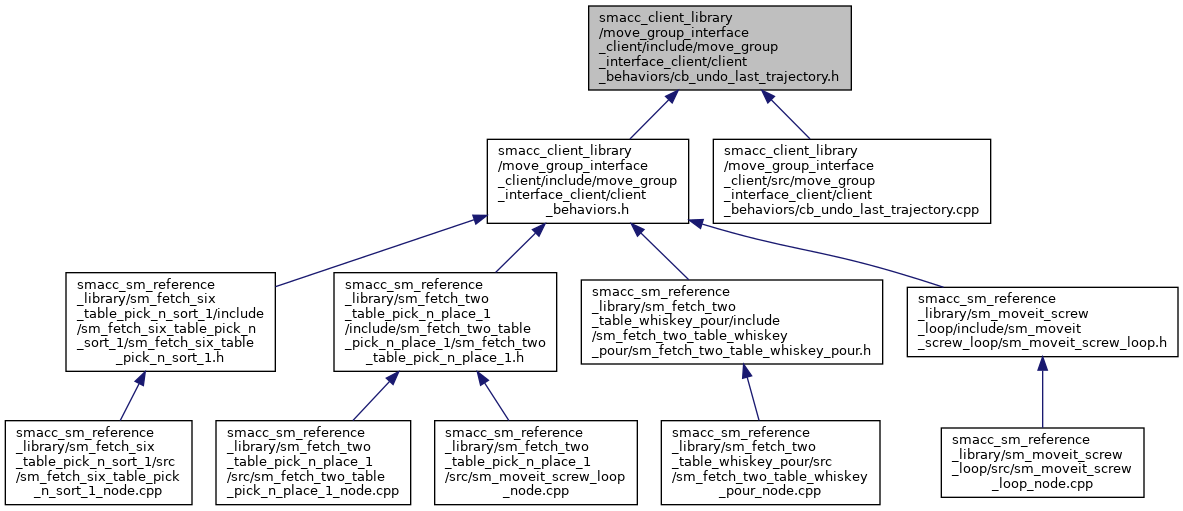 smacc_client_library
/move_group_interface
_client/include/move_group
_interface_client/client
_behaviors/cb_undo_last_trajectory.h
smacc_client_library
/move_group_interface
_client/include/move_group
_interface_client/client
_behaviors.h
smacc_client_library
/move_group_interface
_client/src/move_group
_interface_client/client
_behaviors/cb_undo_last_trajectory.cpp
smacc_sm_reference
_library/sm_fetch_six
_table_pick_n_sort_1/include
/sm_fetch_six_table_pick_n
_sort_1/sm_fetch_six_table
_pick_n_sort_1.h
smacc_sm_reference
_library/sm_fetch_two
_table_pick_n_place_1
/include/sm_fetch_two_table
_pick_n_place_1/sm_fetch_two
_table_pick_n_place_1.h
smacc_sm_reference
_library/sm_fetch_two
_table_whiskey_pour/include
/sm_fetch_two_table_whiskey
_pour/sm_fetch_two_table_whiskey_pour.h
smacc_sm_reference
_library/sm_moveit_screw
_loop/include/sm_moveit
_screw_loop/sm_moveit_screw_loop.h
smacc_sm_reference
_library/sm_fetch_six
_table_pick_n_sort_1/src
/sm_fetch_six_table_pick
_n_sort_1_node.cpp
smacc_sm_reference
_library/sm_fetch_two
_table_pick_n_place_1
/src/sm_fetch_two_table
_pick_n_place_1_node.cpp
smacc_sm_reference
_library/sm_fetch_two
_table_pick_n_place_1
/src/sm_moveit_screw_loop
_node.cpp
smacc_sm_reference
_library/sm_fetch_two
_table_whiskey_pour/src
/sm_fetch_two_table_whiskey
_pour_node.cpp
smacc_sm_reference
_library/sm_moveit_screw
_loop/src/sm_moveit_screw
_loop_node.cpp